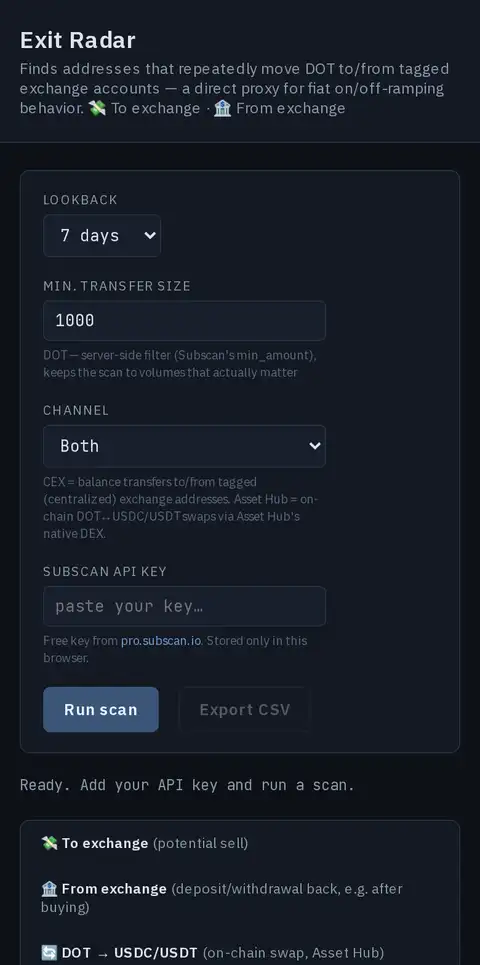 Exit Radar
Finds addresses that repeatedly move DOT to/from tagged
exchange accounts — a direct proxy for fiat on/off-ramping
behavior. 💸 To exchange · 🏦 From exchange
LOOKBACK
7 days
MIN. TRANSFER SIZE
1000
DOT — server-side filter (Subscan's min_amount),
keeps the scan to volumes that actually matter
CHANNEL
Both
CEX = balance transfers to/from tagged
(centralized) exchange addresses. Asset Hub = on-
chain DOT↔USDC/USDT swaps via Asset Hub's
native DEX.
SUBSCAN API KEY
paste your key…
Free key from pro.subscan.io. Stored only in this
browser.
Run scan
Export CSV
Ready. Add your API key and run a scan.
💸 To exchange (potential sell)
🏦 From exchange (deposit/withdrawal back, e.g. after
buying)
🔄 DOT → USDC/USDT (on-chain swap, Asset Hub)